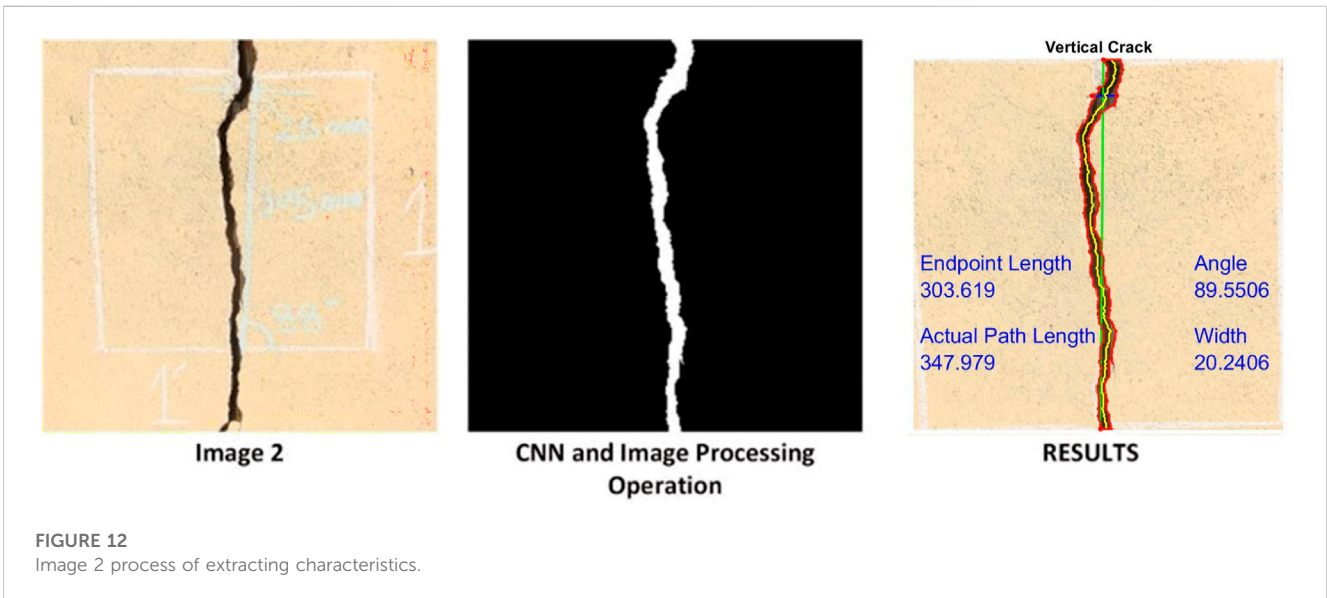 Vertical Crack
Endpoint Length
303.619
Angle
89.5506
Actual Path Length
347.979
Width
20.2406
Image 2
CNN and Image Processing
Operation
RESULTS
FIGURE 12
Image 2 process of extracting characteristics.